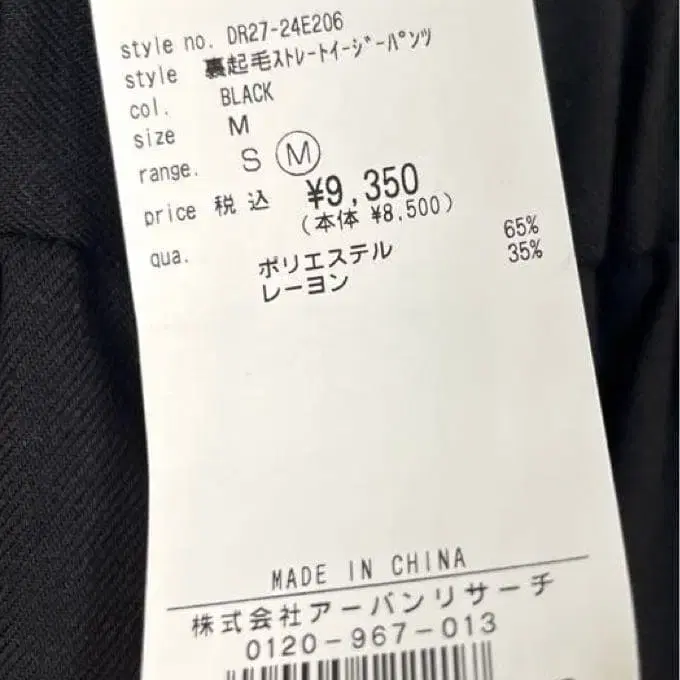 style no. DR27-24E206
style 裏起毛ｽﾄﾚｰﾄｲｰｼﾞｰﾊﾟﾝﾂ
col. BLACK
size M
range. S M
price 税込 ¥9,350
(本体 ¥8,500)
qua. ポリエステル 65%
レーヨン 35%
MADE IN CHINA
株式会社アーバンリサーチ
0120-967-013